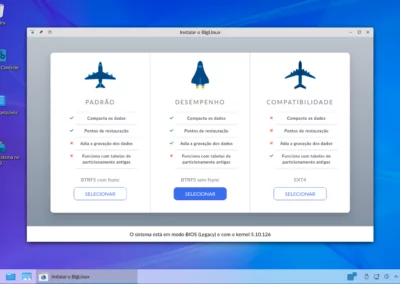 Instalar o BigLinux
PADRÃO
Compacta os dados
Pontos de restauração
Adia a gravação dos dados
Funciona com tabelas de
particionamento antigas
BTRFS com fsync
SELECIONAR
DESEMPENHO
Compacta os dados
Pontos de restauração
Adia a gravação dos dados
Funciona com tabelas de
particionamento antigas
BTRFS sem fsync
SELECIONAR
COMPATIBILIDADE
Compacta os dados
Pontos de restauração
Adia a gravação dos dados
Funciona com tabelas de
particionamento antigas
EXT4
SELECIONAR
O sistema está em modo BIOS (Legacy) e com o kernel 5.10.126
Instalar o BigLinux